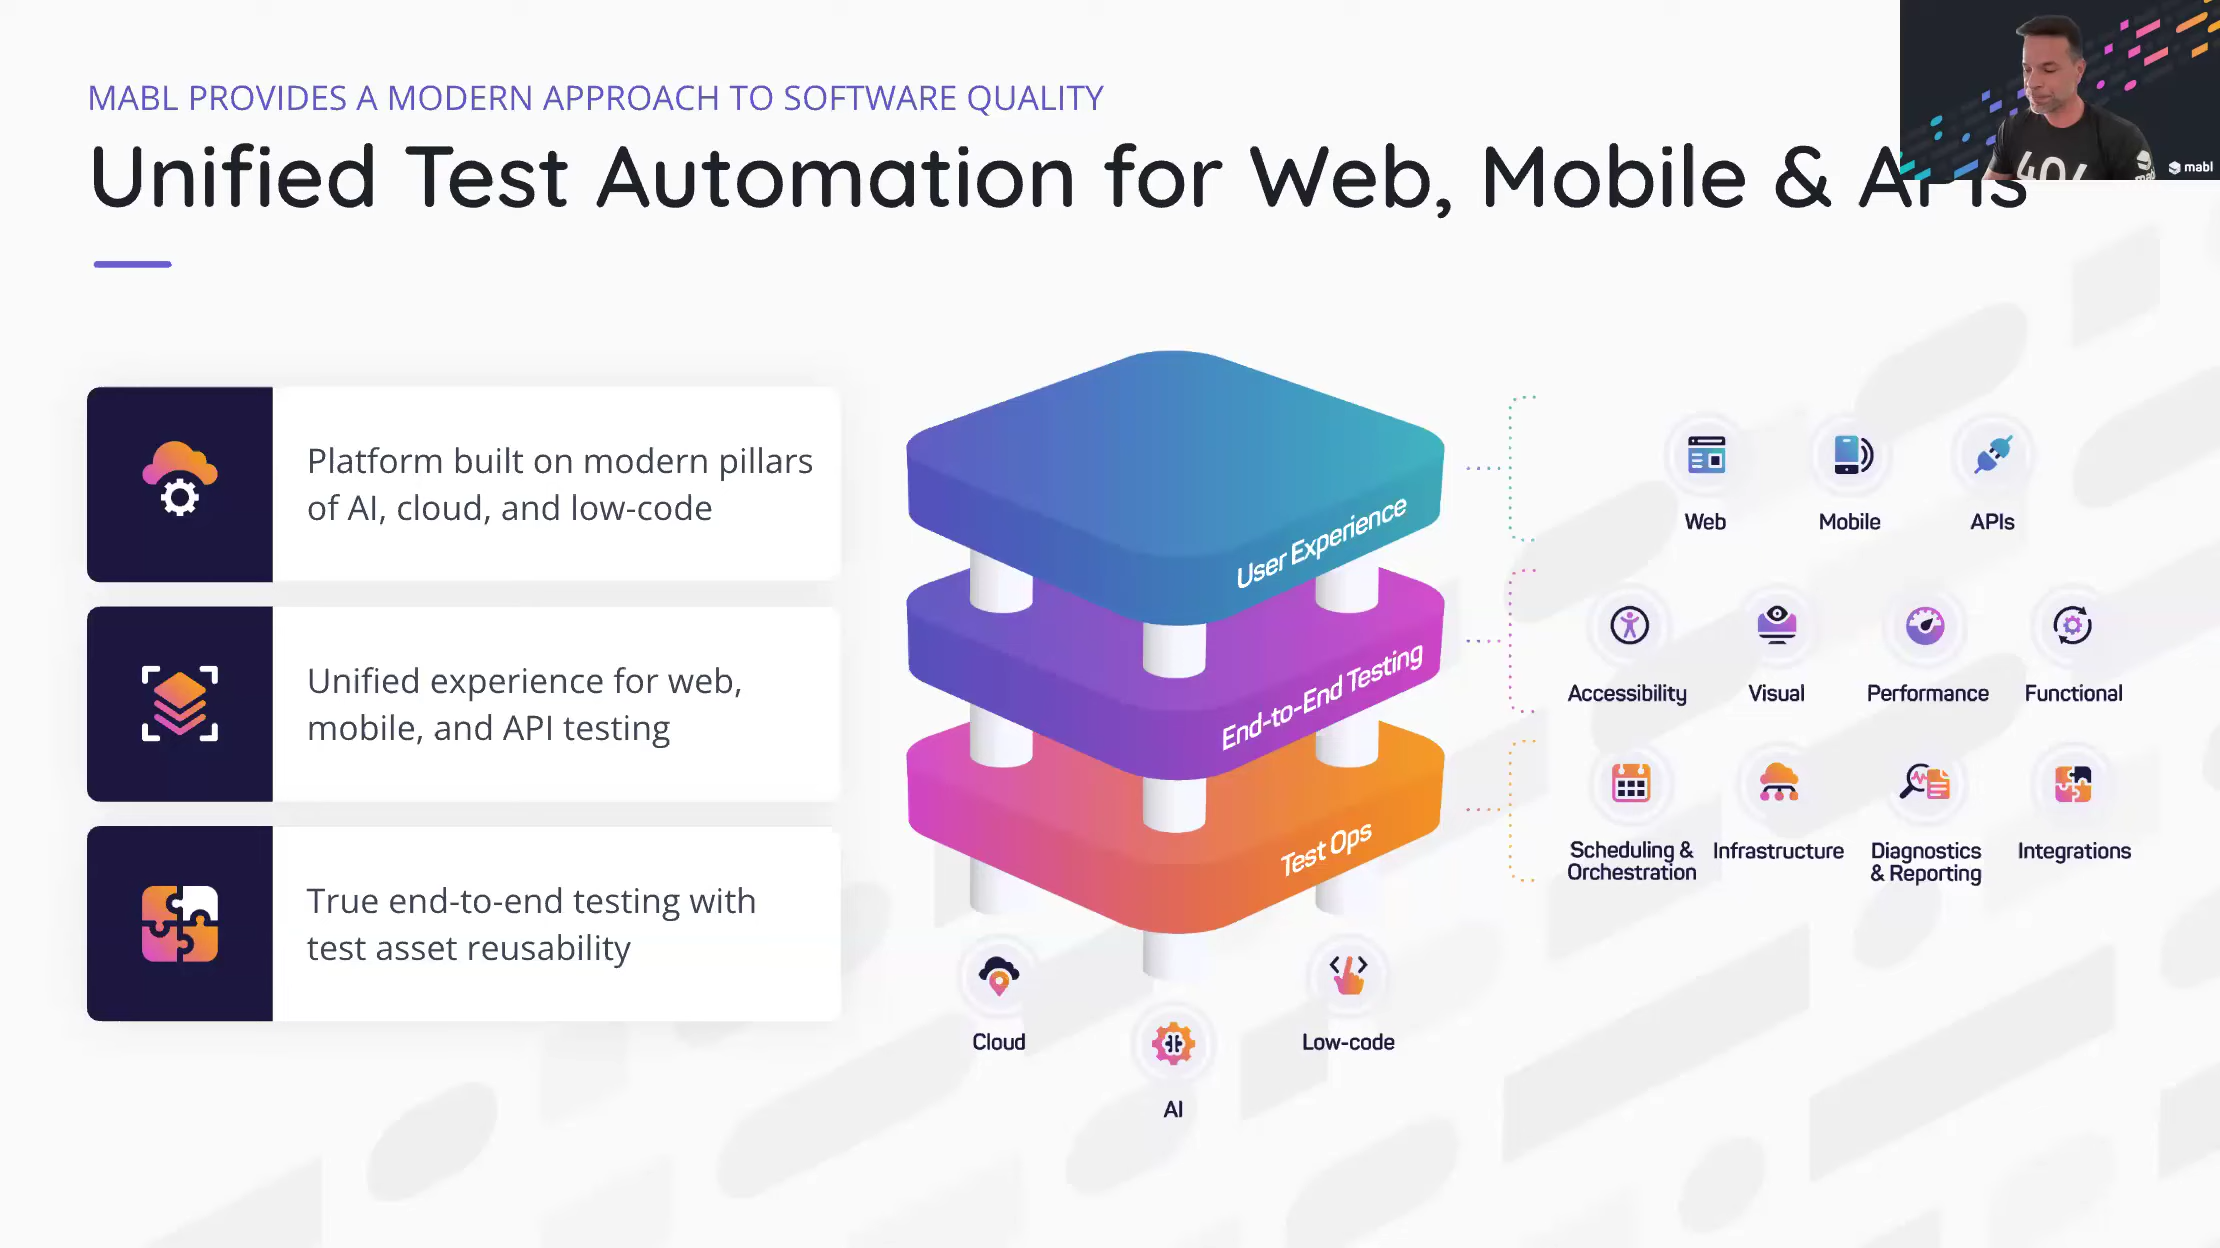 MABL PROVIDES A MODERN APPROACH TO SOFTWARE QUALITY
Unified Test Automation for Web, Mobile & APIs
404
mabl
Platform built on modern pillars
of AI, cloud, and low-code
Unified experience for web,
mobile, and API testing
True end-to-end testing with
test asset reusability
User Experience
End-to-End Testing
Test Ops
Cloud
AI
Low-code
Web
Mobile
APIs
Accessibility
Visual
Performance
Functional
Scheduling &
Orchestration
Infrastructure
Diagnostics
& Reporting
Integrations